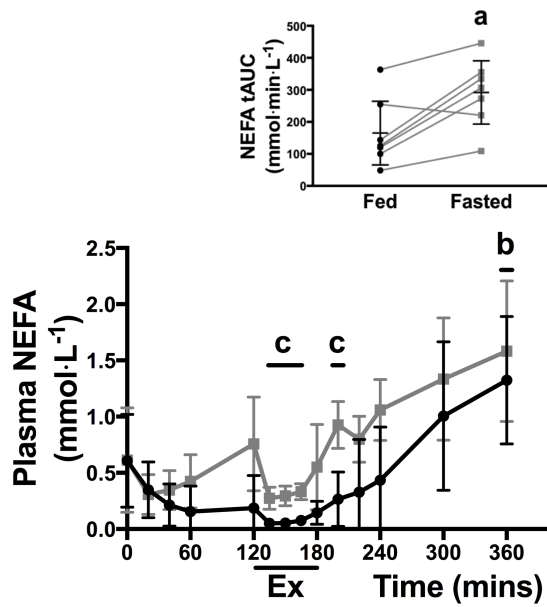 a
NEFA tAUC
(mmol·min·L-1)
500
400
300
200
100
0
Fed Fasted
b
c c
Plasma NEFA
(mmol·L-1)
2.5
2.0
1.5
1.0
0.5
0.0
0 60 120 180 240 300 360
Ex Time (mins)